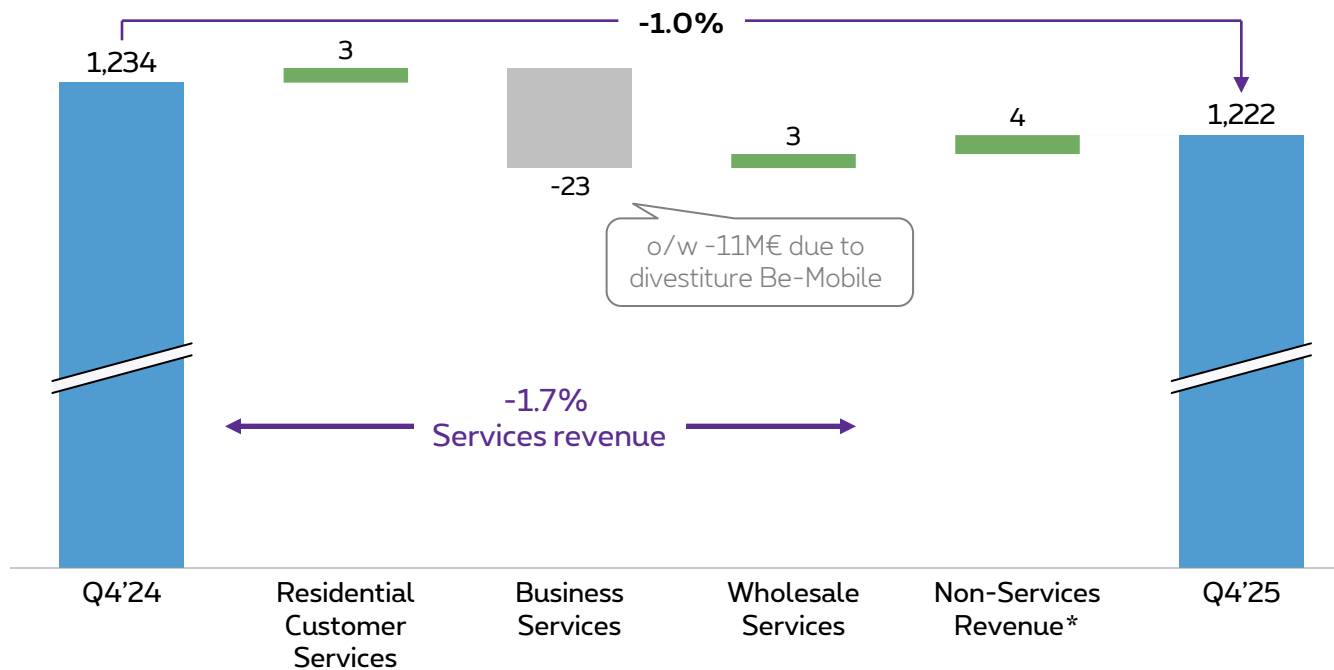 -1.0%
1,234
3
-23
3
4
1,222
o/w -11M€ due to
divestiture Be-Mobile
-1.7%
Services revenue
Q4’24
Residential
Customer
Services
Business
Services
Wholesale
Services
Non-Services
Revenue*
Q4’25